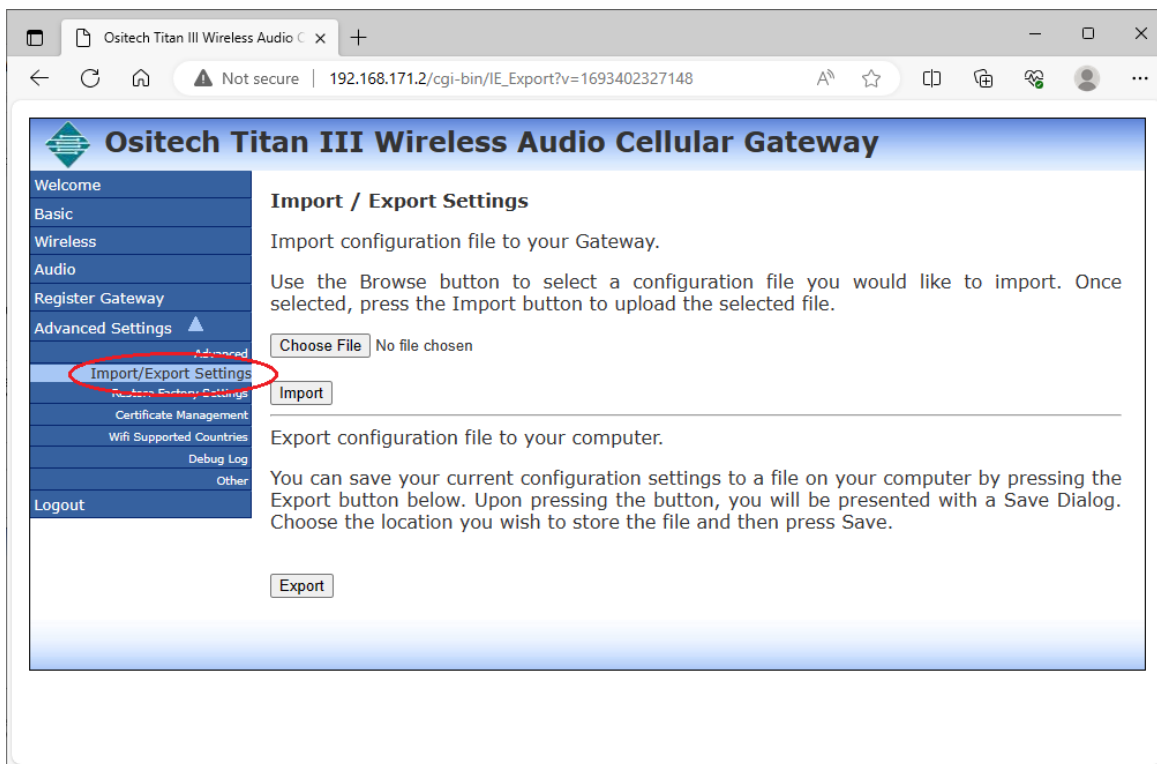 Ositech Titan III Wireless Audio C
Not secure | 192.168.171.2/cgi-bin/IE_Export?v=1693402327148
Ositech Titan III Wireless Audio Cellular Gateway
Welcome
Basic
Wireless
Audio
Register Gateway
Advanced Settings
Advanced
Import/Export Settings
Restore Factory Settings
Certificate Management
Wifi Supported Countries
Debug Log
Other
Logout
Import / Export Settings
Import configuration file to your Gateway.
Use the Browse button to select a configuration file you would like to import. Once
selected, press the Import button to upload the selected file.
Choose File No file chosen
Import
Export configuration file to your computer.
You can save your current configuration settings to a file on your computer by pressing the
Export button below. Upon pressing the button, you will be presented with a Save Dialog.
Choose the location you wish to store the file and then press Save.
Export